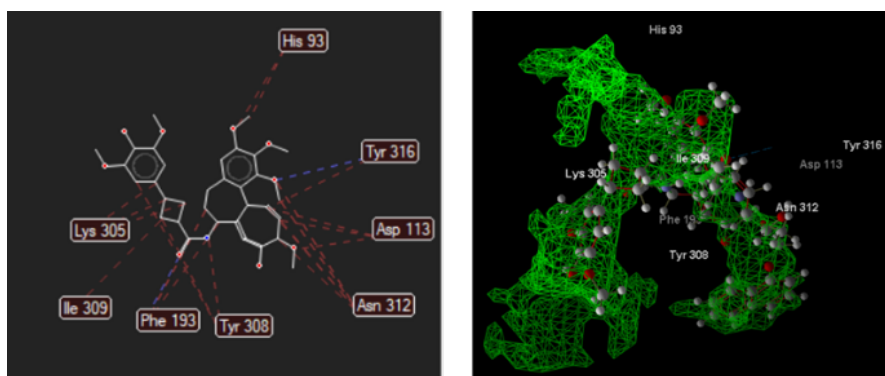 His 93
Tyr 316
Lys 305
Asp 113
Ile 309
Phe 193
Tyr 308
Asn 312
His 93
Tyr 316
Ile 309
Asp 113
Lys 305
Asn 312
Phe 193
Tyr 308